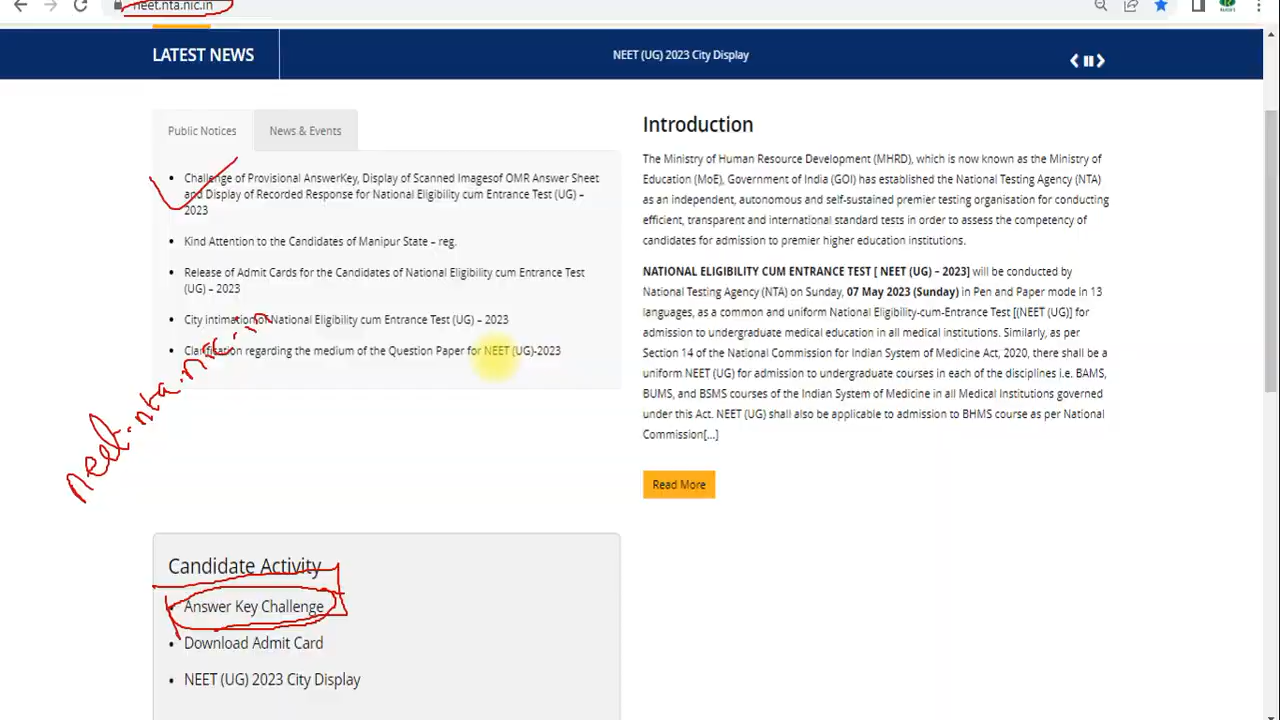 neet.nta.nic.in
LATEST NEWS
NEET (UG) 2023 City Display
Public Notices
News & Events
Challenge of Provisional AnswerKey, Display of Scanned Imagesof OMR Answer Sheet
and Display of Recorded Response for National Eligibility cum Entrance Test (UG) –
2023
Kind Attention to the Candidates of Manipur State – reg.
Release of Admit Cards for the Candidates of National Eligibility cum Entrance Test
(UG) – 2023
City intimation of National Eligibility cum Entrance Test (UG) – 2023
Clarification regarding the medium of the Question Paper for NEET (UG)-2023
neet.nta.nic.in
Introduction
The Ministry of Human Resource Development (MHRD), which is now known as the Ministry of
Education (MoE), Government of India (GOI) has established the National Testing Agency (NTA)
as an independent, autonomous and self-sustained premier testing organisation for conducting
efficient, transparent and international standard tests in order to assess the competency of
candidates for admission to premier higher education institutions.
NATIONAL ELIGIBILITY CUM ENTRANCE TEST [ NEET (UG) – 2023] will be conducted by
National Testing Agency (NTA) on Sunday, 07 May 2023 (Sunday) in Pen and Paper mode in 13
languages, as a common and uniform National Eligibility-cum-Entrance Test [(NEET (UG)] for
admission to undergraduate medical education in all medical institutions. Similarly, as per
Section 14 of the National Commission for Indian System of Medicine Act, 2020, there shall be a
uniform NEET (UG) for admission to undergraduate courses in each of the disciplines i.e. BAMS,
BUMS, and BSMS courses of the Indian System of Medicine in all Medical Institutions governed
under this Act. NEET (UG) shall also be applicable to admission to BHMS course as per National
Commission[...]
Read More
Candidate Activity
Answer Key Challenge
Download Admit Card
NEET (UG) 2023 City Display